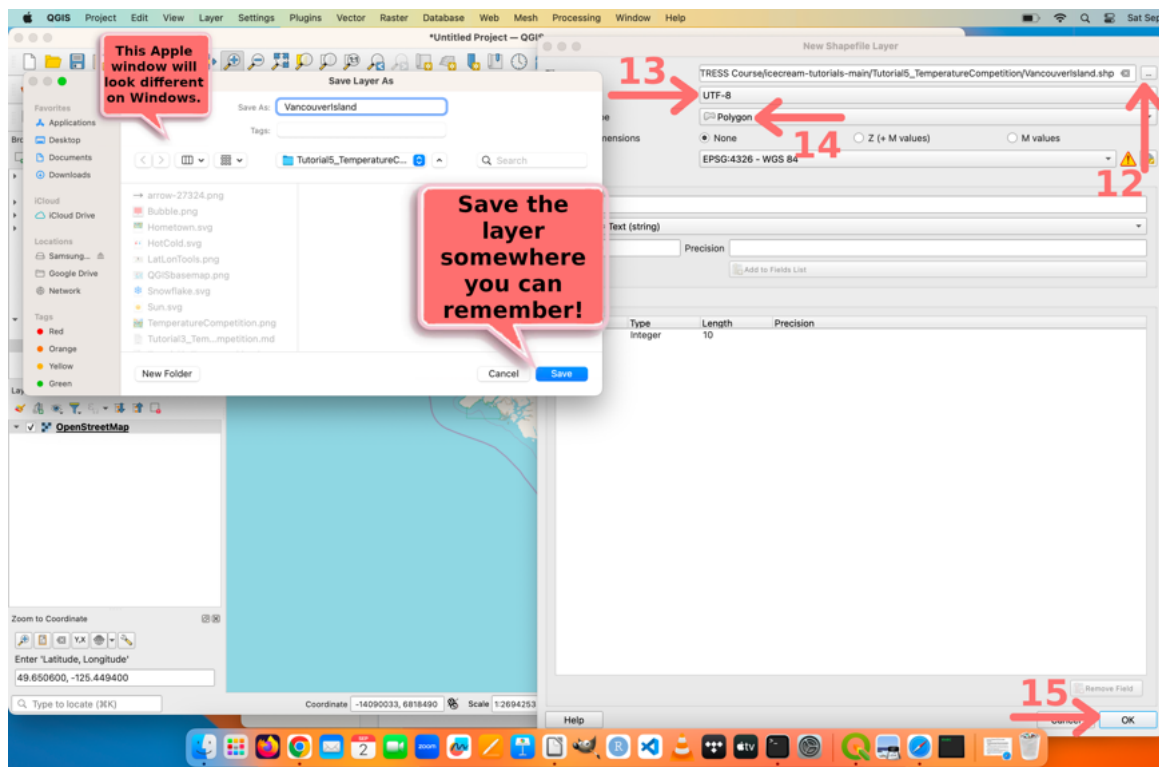 QGIS Project Edit View Layer Settings Plugins Vector Raster Database Web Mesh Processing Window Help
Sat Sep
*Untitled Project — QGIS
New Shapefile Layer
This Apple
window will
look different
on Windows.
Save Layer As
Save As: VancouverIsland
Tags:
Tutorial5_TemperatureC...
Search
Favorites
Applications
Desktop
Documents
Downloads
iCloud
iCloud Drive
Locations
Samsung...
Google Drive
Network
Tags
Red
Orange
Yellow
Green
arrow-27324.png
Bubble.png
Hometown.svg
HotCold.svg
LatLonTools.png
QGISbasemap.png
Snowflake.svg
Sun.svg
TemperatureCompetition.png
Tutorial3_Tem...mpetition.md
New Folder
Cancel
Save
Save the
layer
somewhere
you can
remember!
13
TRESS Course/icecream-tutorials-main/Tutorial5_TemperatureCompetition/VancouverIsland.shp
...
UTF-8
Polygon
14
None
Z (+ M values)
M values
EPSG:4326 - WGS 84
12
Text (string)
Precision
Add to Fields List
Type Length Precision
Integer 10
Remove Field
15
Help
Cancel
OK
OpenStreetMap
Zoom to Coordinate
Y,X
Enter 'Latitude, Longitude'
49.650600, -125.449400
Type to locate (⌘K)
Coordinate -14090033, 6818490
Scale 1:2694253
2
zoom
R
tv